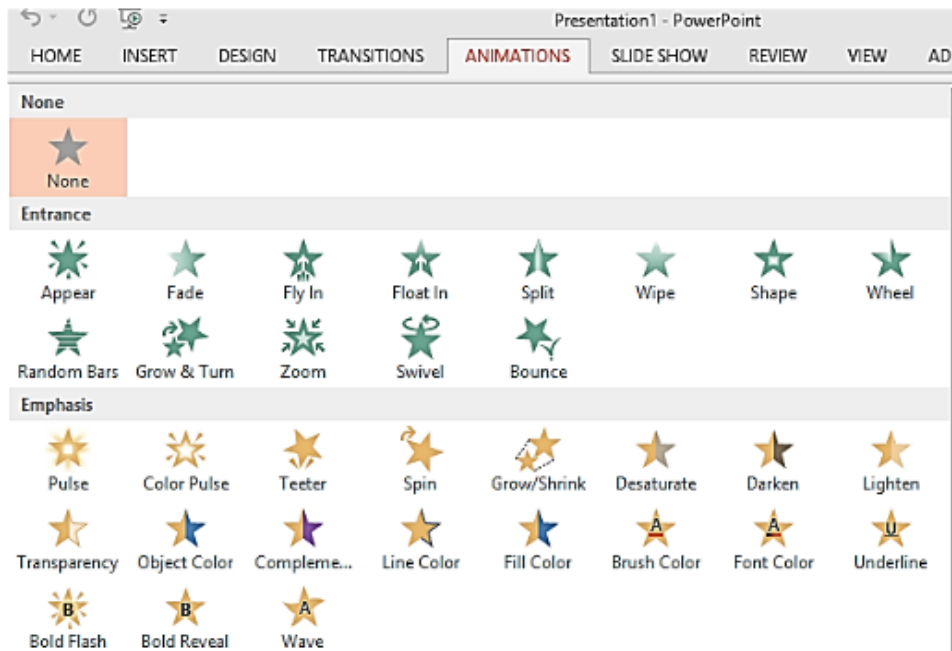 Presentation1 - PowerPoint
HOME INSERT DESIGN TRANSITIONS ANIMATIONS SLIDE SHOW REVIEW VIEW AD
None
None
Entrance
Appear Fade Fly In Float In Split Wipe Shape Wheel
Random Bars Grow & Turn Zoom Swivel Bounce
Emphasis
Pulse Color Pulse Teeter Spin Grow/Shrink Desaturate Darken Lighten
Transparency Object Color Compleme... Line Color Fill Color Brush Color Font Color Underline
Bold Flash Bold Reveal Wave